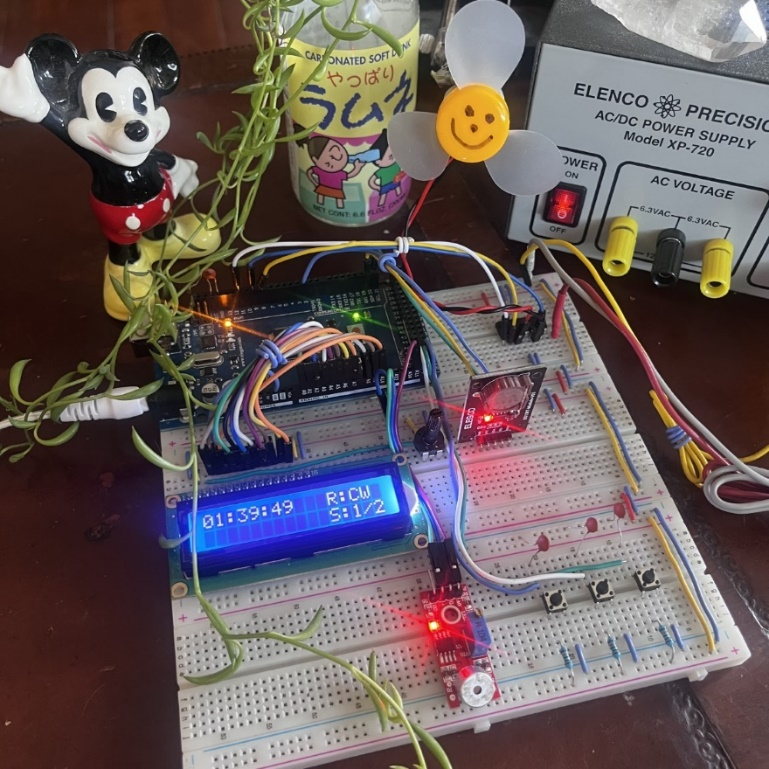 CARBONATED SOFT DRINK
やっぱり
ラムネ
NET CONT: 6.6 FL OZ
ELENCO PRECISION
AC/DC POWER SUPPLY
Model XP-720
POWER
ON
OFF
AC VOLTAGE
6.3VAC
6.3VAC
ELEGOO
01:39:49 R:CW
S:1/2